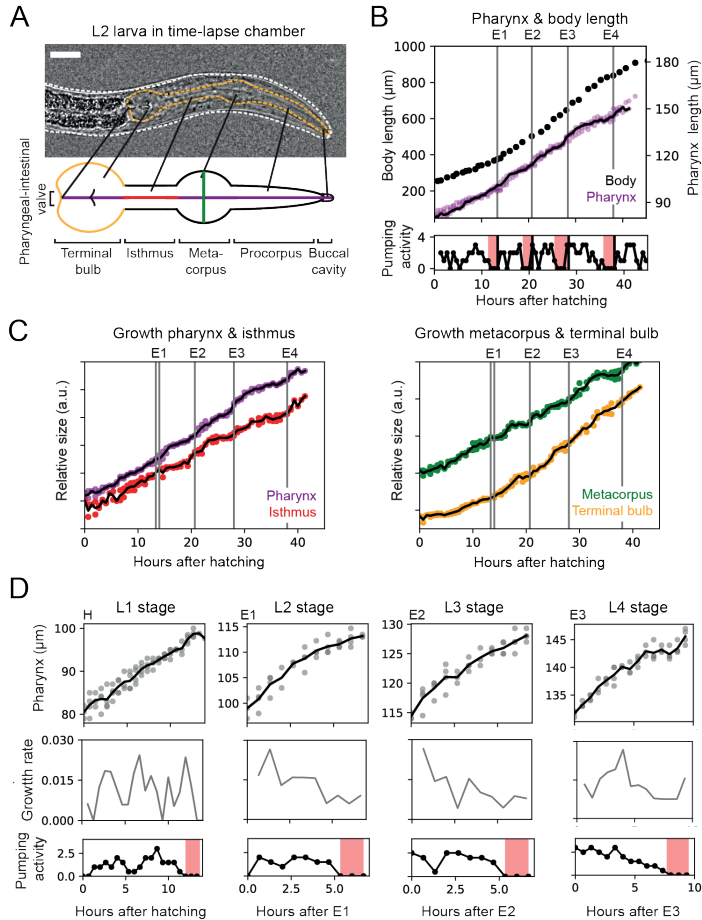 A
L2 larva in time-lapse chamber
Pharyngeal-intestinal
valve
Terminal
bulb
Isthmus
Meta-
corpus
Procorpus
Buccal
cavity
B
Pharynx & body length
E1 E2 E3 E4
1000
800
600
400
200
Body length (μm)
180
150
120
90
Pharynx length (μm)
Body
Pharynx
4
0
Pumping
activity
0 10 20 30 40
Hours after hatching
C
Growth pharynx & isthmus
E1 E2 E3 E4
Relative size (a.u.)
Pharynx
Isthmus
0 10 20 30 40
Hours after hatching
Growth metacorpus & terminal bulb
E1 E2 E3 E4
Relative size (a.u.)
Metacorpus
Terminal bulb
0 10 20 30 40
Hours after hatching
D
H L1 stage
E1 L2 stage
E2 L3 stage
E3 L4 stage
Pharynx (μm)
100
90
80
115
110
105
100
130
125
120
115
145
140
135
Growtth rate
0.030
0.015
0.000
Pumping
activity
2.5
0.0
0 5 10
0.0 2.5 5.0
0.0 2.5 5.0
0 5 10
Hours after hatching
Hours after E1
Hours after E2
Hours after E3